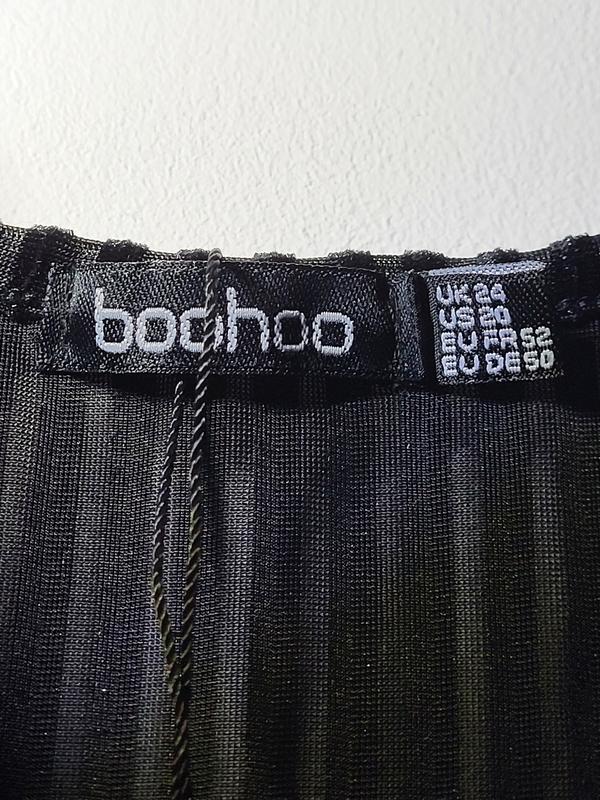 boohoo
UK 24
US 20
EU FR 52
EU DE 50